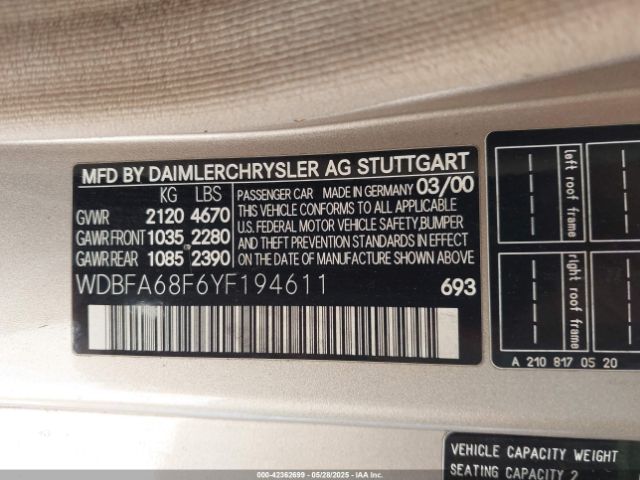 MFD BY DAIMLERCHRYSLER AG STUTTGART
KG LBS
GVWR 2120 4670
GAWR FRONT 1035 2280
GAWR REAR 1085 2390
PASSENGER CAR MADE IN GERMANY 03/00
THIS VEHICLE CONFORMS TO ALL APPLICABLE
U.S. FEDERAL MOTOR VEHICLE SAFETY, BUMPER
AND THEFT PREVENTION STANDARDS IN EFFECT
ON THE DATE OF MANUFACTURE SHOWN ABOVE
WDBFA68F6YF194611
693
left roof frame
right roof frame
A 210 817 05 20
VEHICLE CAPACITY WEIGHT
SEATING CAPACITY 2
000-42362699 05/28/2025 - IAA Inc.